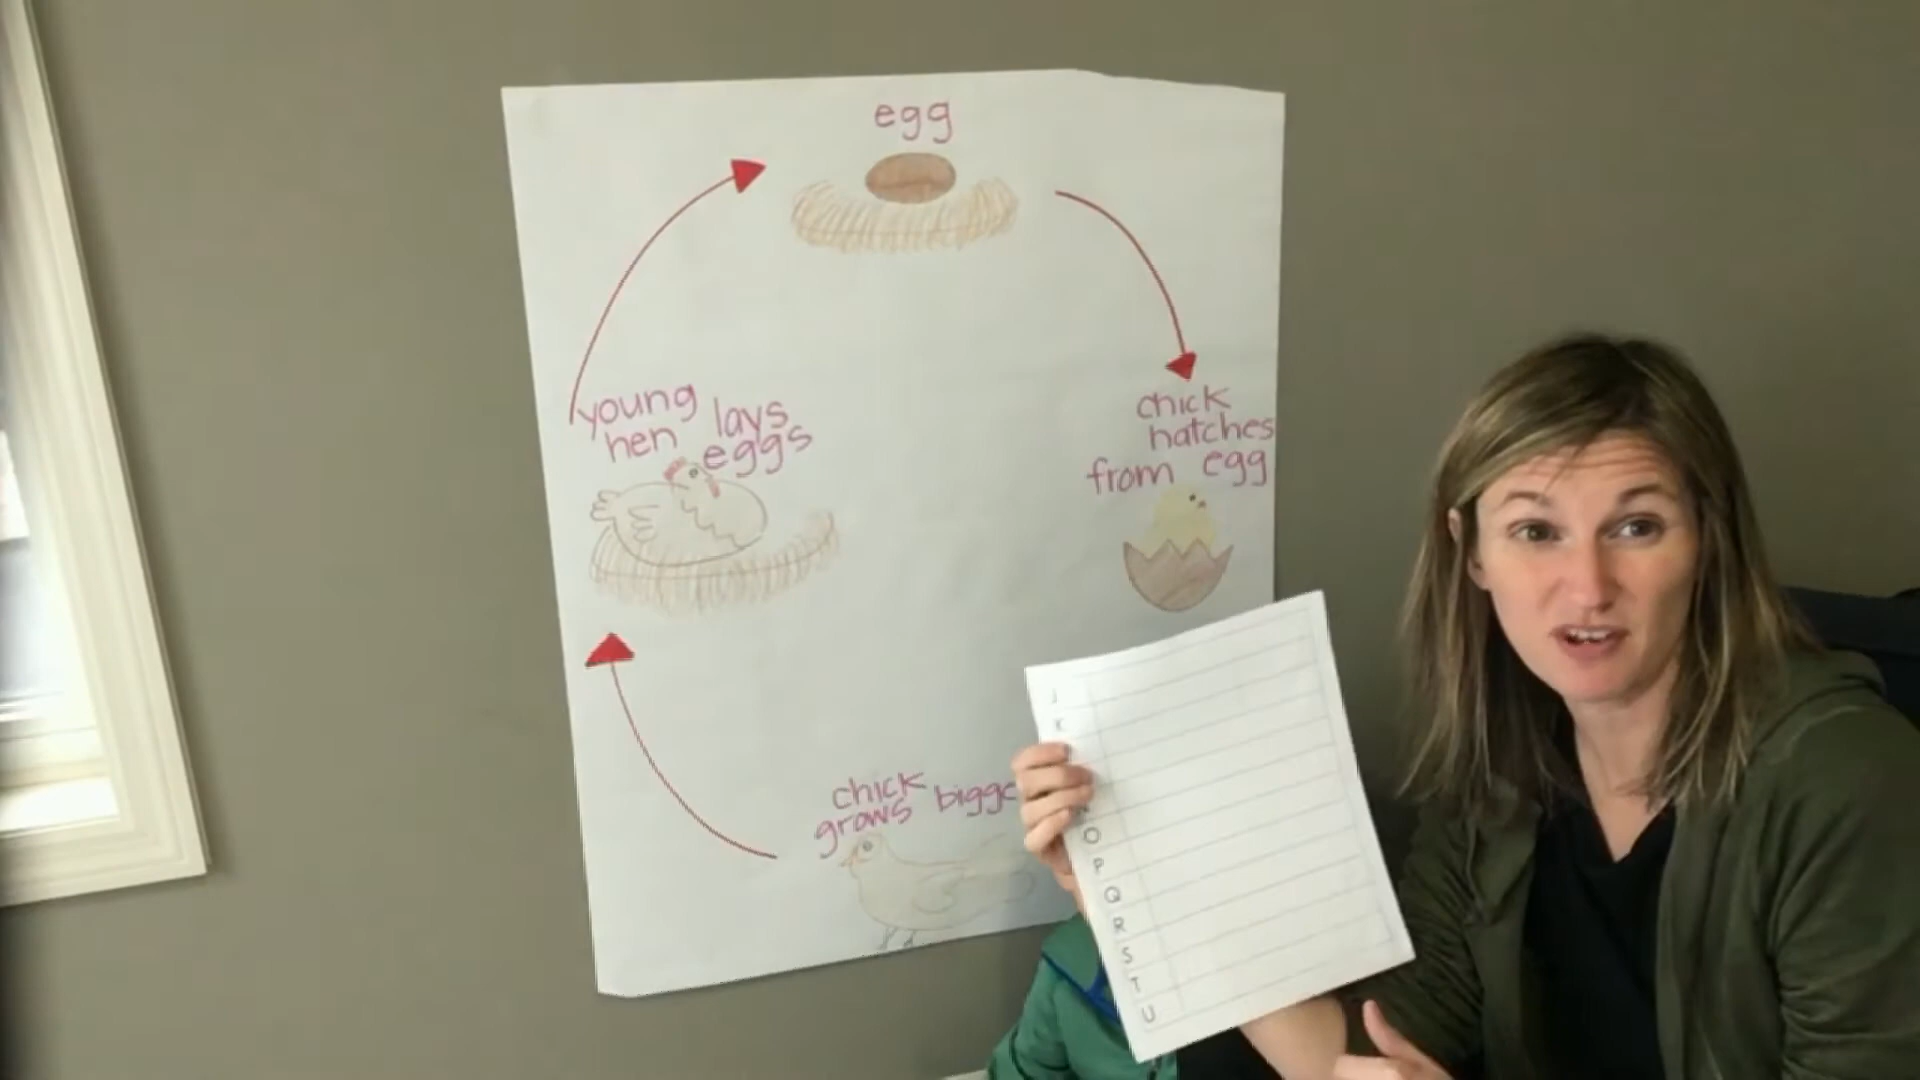 egg
young
hen lays
eggs
chick
hatches
from egg
chick
grows
J
K
O
P
Q
R
S
T
U